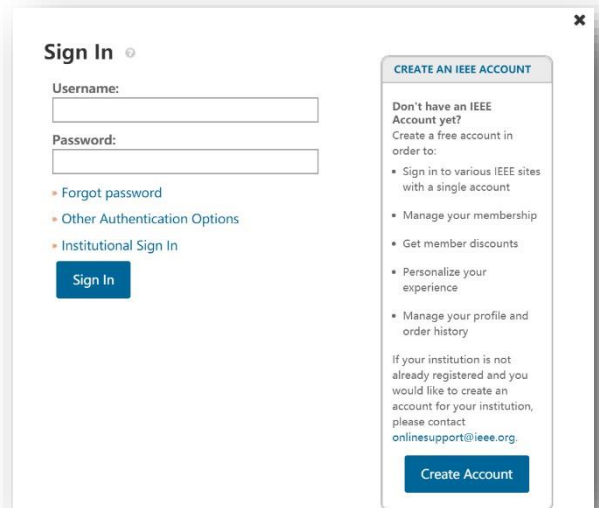 Sign In
Username:
Password:
» Forgot password
» Other Authentication Options
» Institutional Sign In
Sign In
CREATE AN IEEE ACCOUNT
Don't have an IEEE
Account yet?
Create a free account in
order to:
▪ Sign in to various IEEE sites
with a single account
▪ Manage your membership
▪ Get member discounts
▪ Personalize your
experience
▪ Manage your profile and
order history
If your institution is not
already registered and you
would like to create an
account for your institution,
please contact
onlinesupport@ieee.org.
Create Account